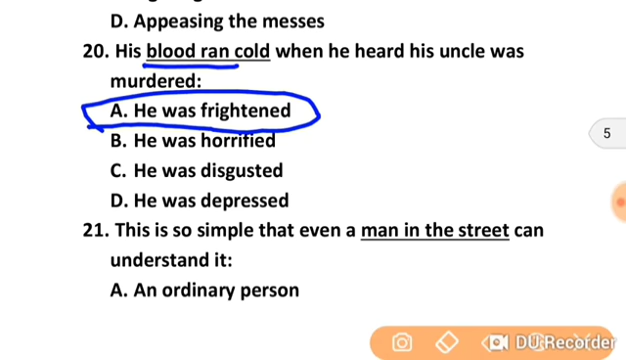 D. Appeasing the messes
20. His blood ran cold when he heard his uncle was
murdered:
A. He was frightened
B. He was horrified
C. He was disgusted
D. He was depressed
5
21. This is so simple that even a man in the street can
understand it:
A. An ordinary person
DU Recorder